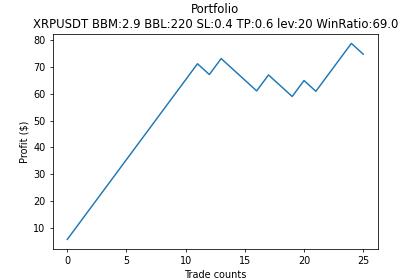 Portfolio
XRPUSDT BBM:2.9 BBL:220 SL:0.4 TP:0.6 lev:20 WinRatio:69.0
80
70
60
50
40
30
20
10
Profit ($)
0 5 10 15 20 25
Trade counts